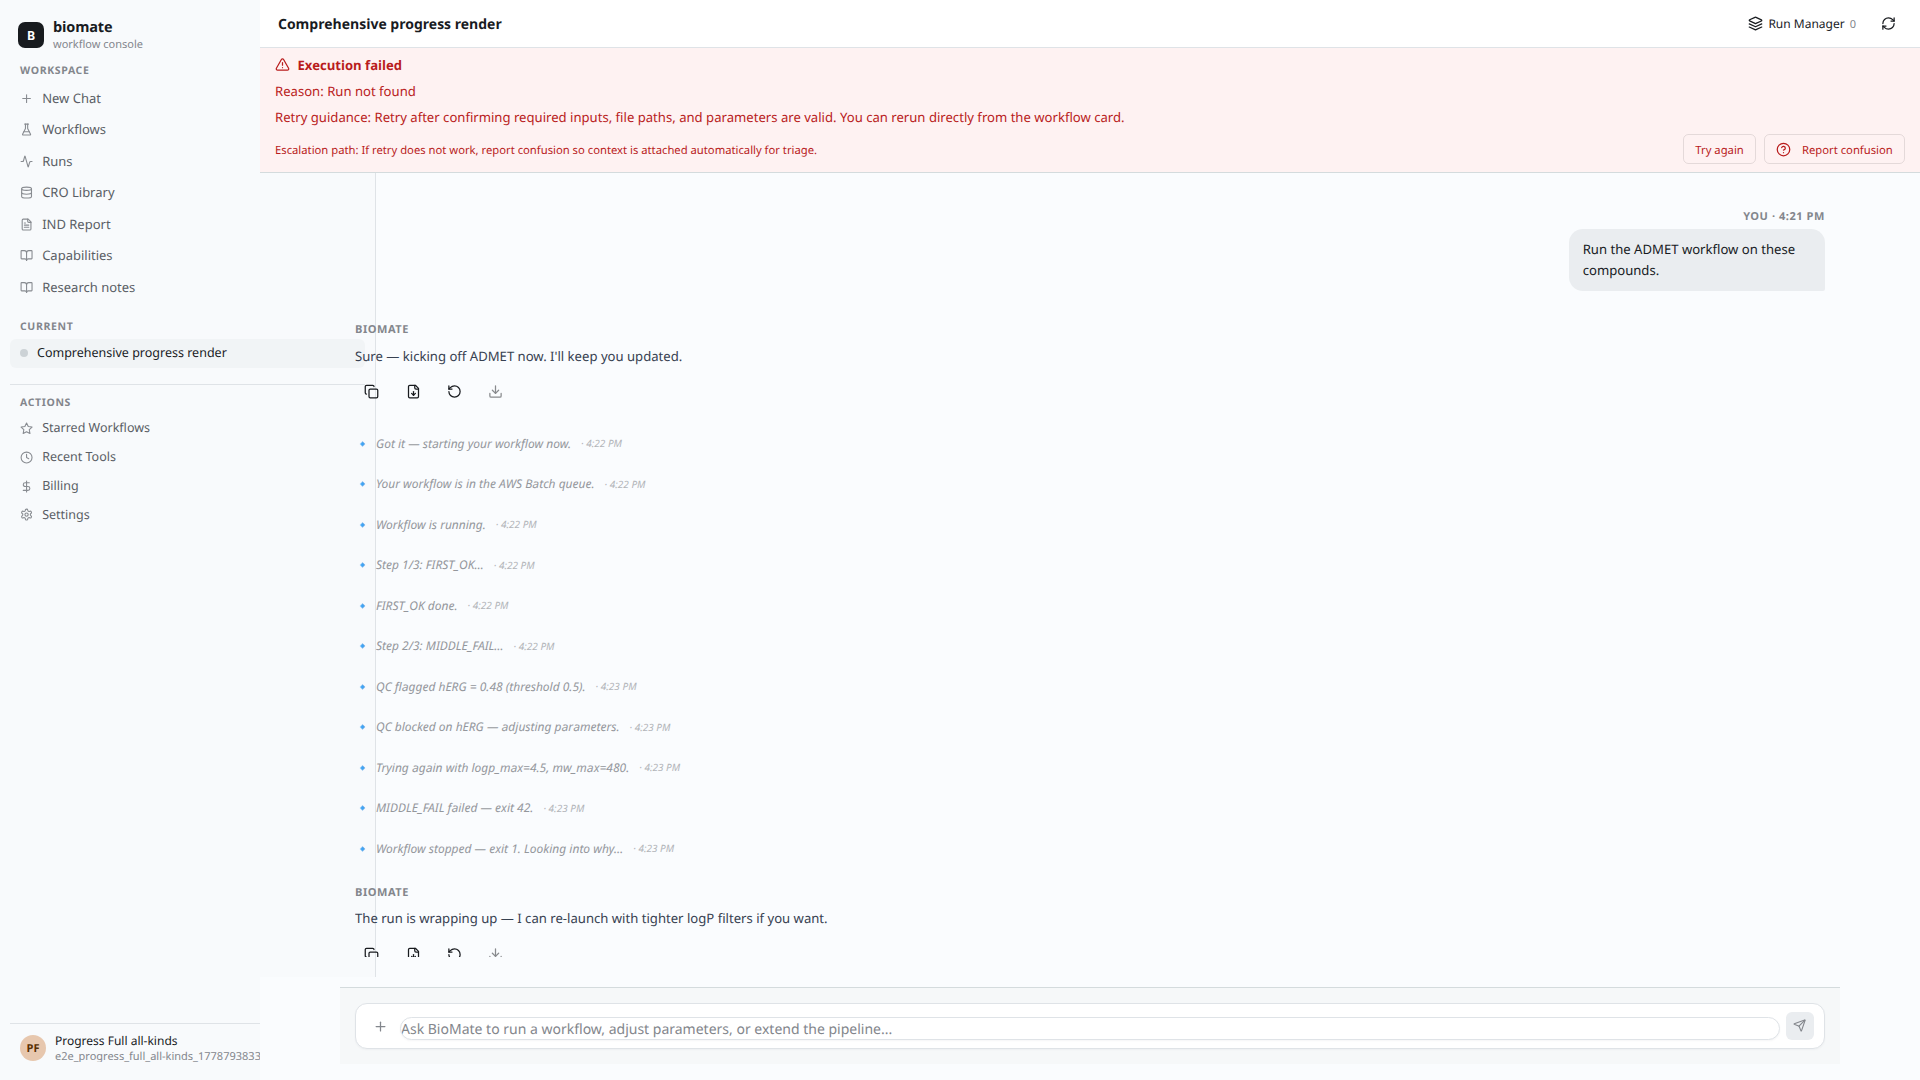 B
biomate
workflow console
WORKSPACE
New Chat
Workflows
Runs
CRO Library
IND Report
Capabilities
Research notes
CURRENT
Comprehensive progress render
ACTIONS
Starred Workflows
Recent Tools
Billing
Settings
PF
Progress Full all-kinds
e2e_progress_full_all-kinds_1778793833
Comprehensive progress render
Run Manager 0
Execution failed
Reason: Run not found
Retry guidance: Retry after confirming required inputs, file paths, and parameters are valid. You can rerun directly from the workflow card.
Escalation path: If retry does not work, report confusion so context is attached automatically for triage.
Try again
Report confusion
YOU · 4:21 PM
Run the ADMET workflow on these
compounds.
BIOMATE
Sure — kicking off ADMET now. I'll keep you updated.
Got it — starting your workflow now. · 4:22 PM
Your workflow is in the AWS Batch queue. · 4:22 PM
Workflow is running. · 4:22 PM
Step 1/3: FIRST_OK... · 4:22 PM
FIRST_OK done. · 4:22 PM
Step 2/3: MIDDLE_FAIL... · 4:22 PM
QC flagged hERG = 0.48 (threshold 0.5). · 4:23 PM
QC blocked on hERG — adjusting parameters. · 4:23 PM
Trying again with logp_max=4.5, mw_max=480. · 4:23 PM
MIDDLE_FAIL failed — exit 42. · 4:23 PM
Workflow stopped — exit 1. Looking into why... · 4:23 PM
BIOMATE
The run is wrapping up — I can re-launch with tighter logP filters if you want.
Ask BioMate to run a workflow, adjust parameters, or extend the pipeline...